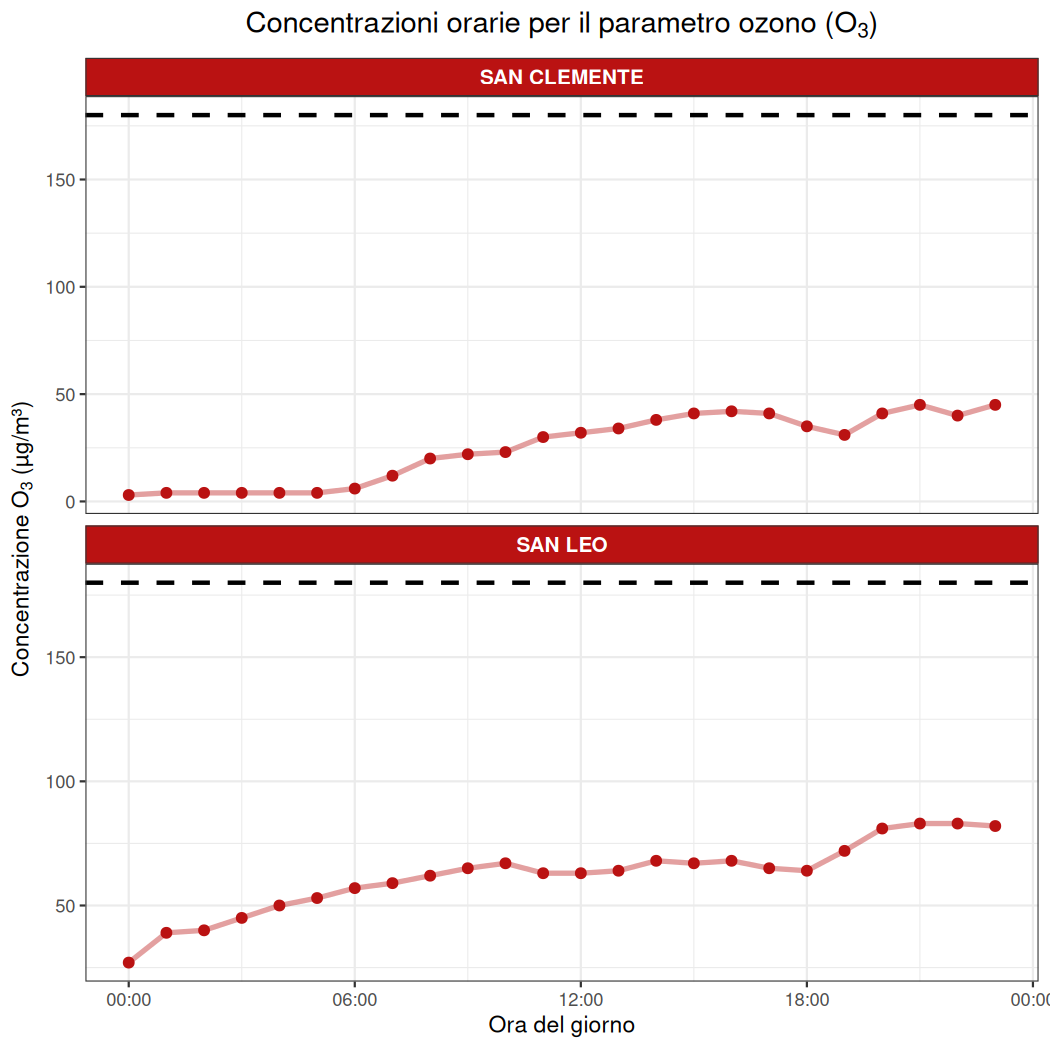 Concentrazioni orarie per il parametro ozono (O₃)
SAN CLEMENTE
150
100
50
0
SAN LEO
150
100
50
Concentrazione O₃ (µg/m³)
00:00
06:00
12:00
18:00
00:00
Ora del giorno